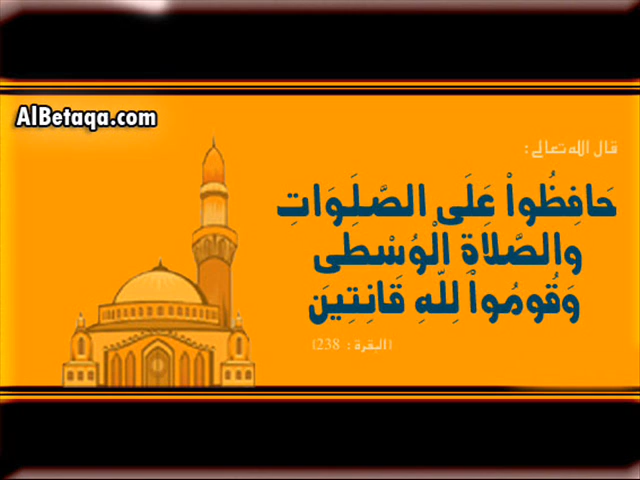 AlBetaqa.com
قال الله تعالى :
حَافِظُواْ عَلَى الصَّلَوَاتِ
والصَّلاَةِ الْوُسْطَى
وَقُومُواْ لِلّهِ قَانِتِينَ
(البقرة : 238)